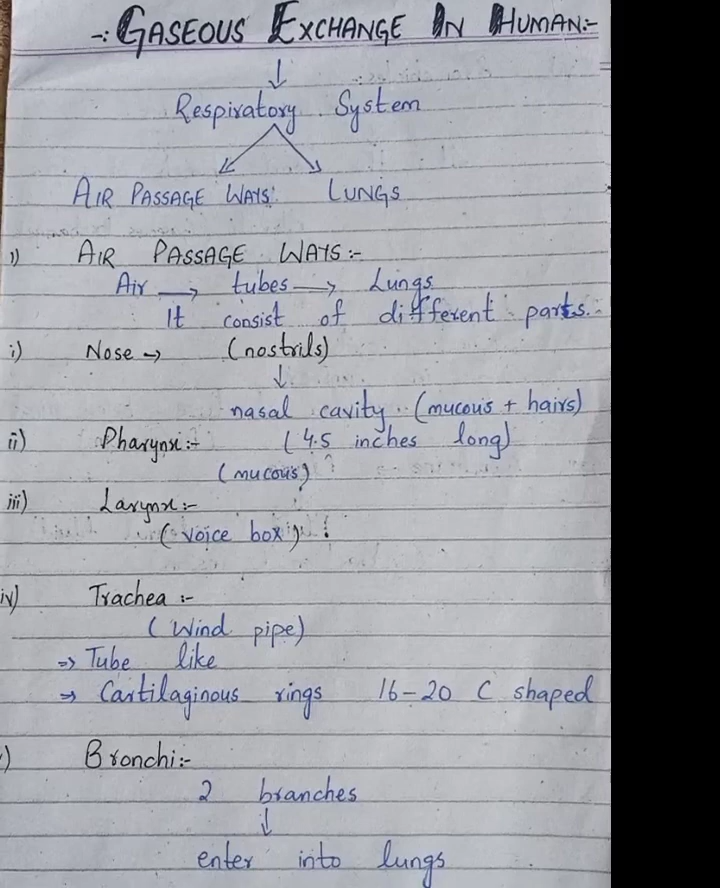 -: GASEOUS EXCHANGE IN HUMAN:-
↓
Respiratory System
AIR PASSAGE WAYS LUNGS
1) AIR PASSAGE WAYS :-
Air → tubes → Lungs
It consist of different parts.
i) Nose → (nostrils)
↓
nasal cavity (mucous + hairs)
ii) Pharynx :- (4.5 inches long)
(mucous)
iii) Larynx :-
(voice box)
iv) Trachea :-
(Wind pipe)
⇒ Tube like
⇒ Cartilaginous rings 16-20 C shaped
) Bronchi :-
2 branches
↓
enter into lungs